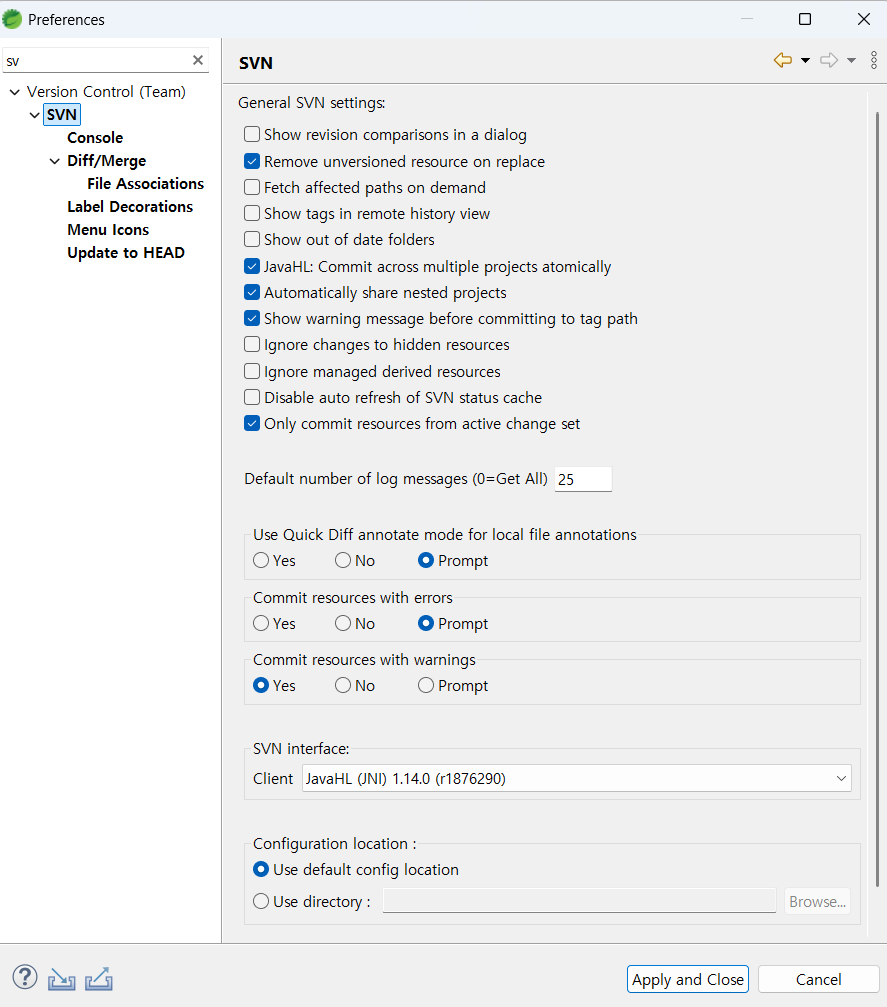 Preferences
sv
Version Control (Team)
SVN
Console
Diff/Merge
File Associations
Label Decorations
Menu Icons
Update to HEAD
SVN
General SVN settings:
Show revision comparisons in a dialog
Remove unversioned resource on replace
Fetch affected paths on demand
Show tags in remote history view
Show out of date folders
JavaHL: Commit across multiple projects atomically
Automatically share nested projects
Show warning message before committing to tag path
Ignore changes to hidden resources
Ignore managed derived resources
Disable auto refresh of SVN status cache
Only commit resources from active change set
Default number of log messages (0=Get All) 25
Use Quick Diff annotate mode for local file annotations
Yes No Prompt
Commit resources with errors
Yes No Prompt
Commit resources with warnings
Yes No Prompt
SVN interface:
Client JavaHL (JNI) 1.14.0 (r1876290)
Configuration location :
Use default config location
Use directory : Browse...
Apply and Close Cancel